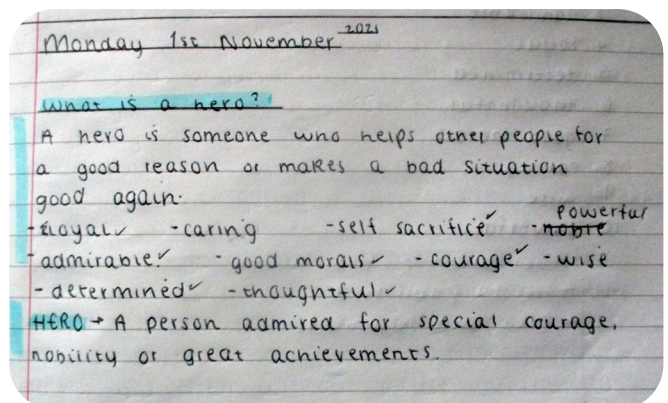 Monday 1st November 2021
What is a hero?
A hero is someone who helps other people for
a good reason or makes a bad situation
good again.
powerful
- loyal ✓ - caring - self sacrifice ✓ - noble
- admirable ✓ - good morals ✓ - courage ✓ - wise
- determined ✓ - thoughtful ✓
HERO → A person admired for special courage,
nobility or great achievements.